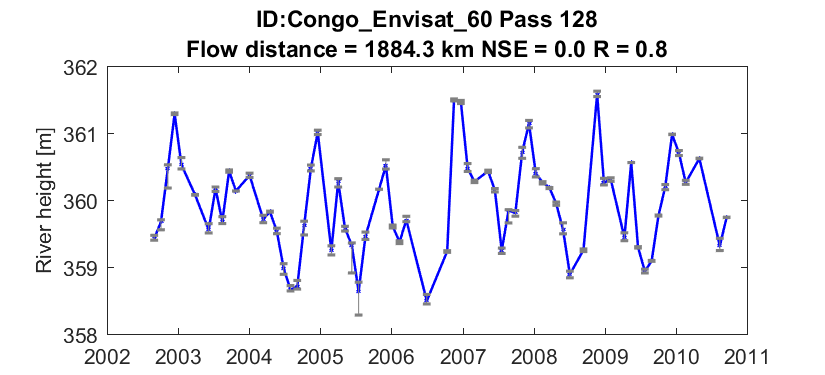 ID:Congo_Envisat_60 Pass 128
Flow distance = 1884.3 km NSE = 0.0 R = 0.8
River height [m]
362
361
360
359
358
2002 2003 2004 2005 2006 2007 2008 2009 2010 2011